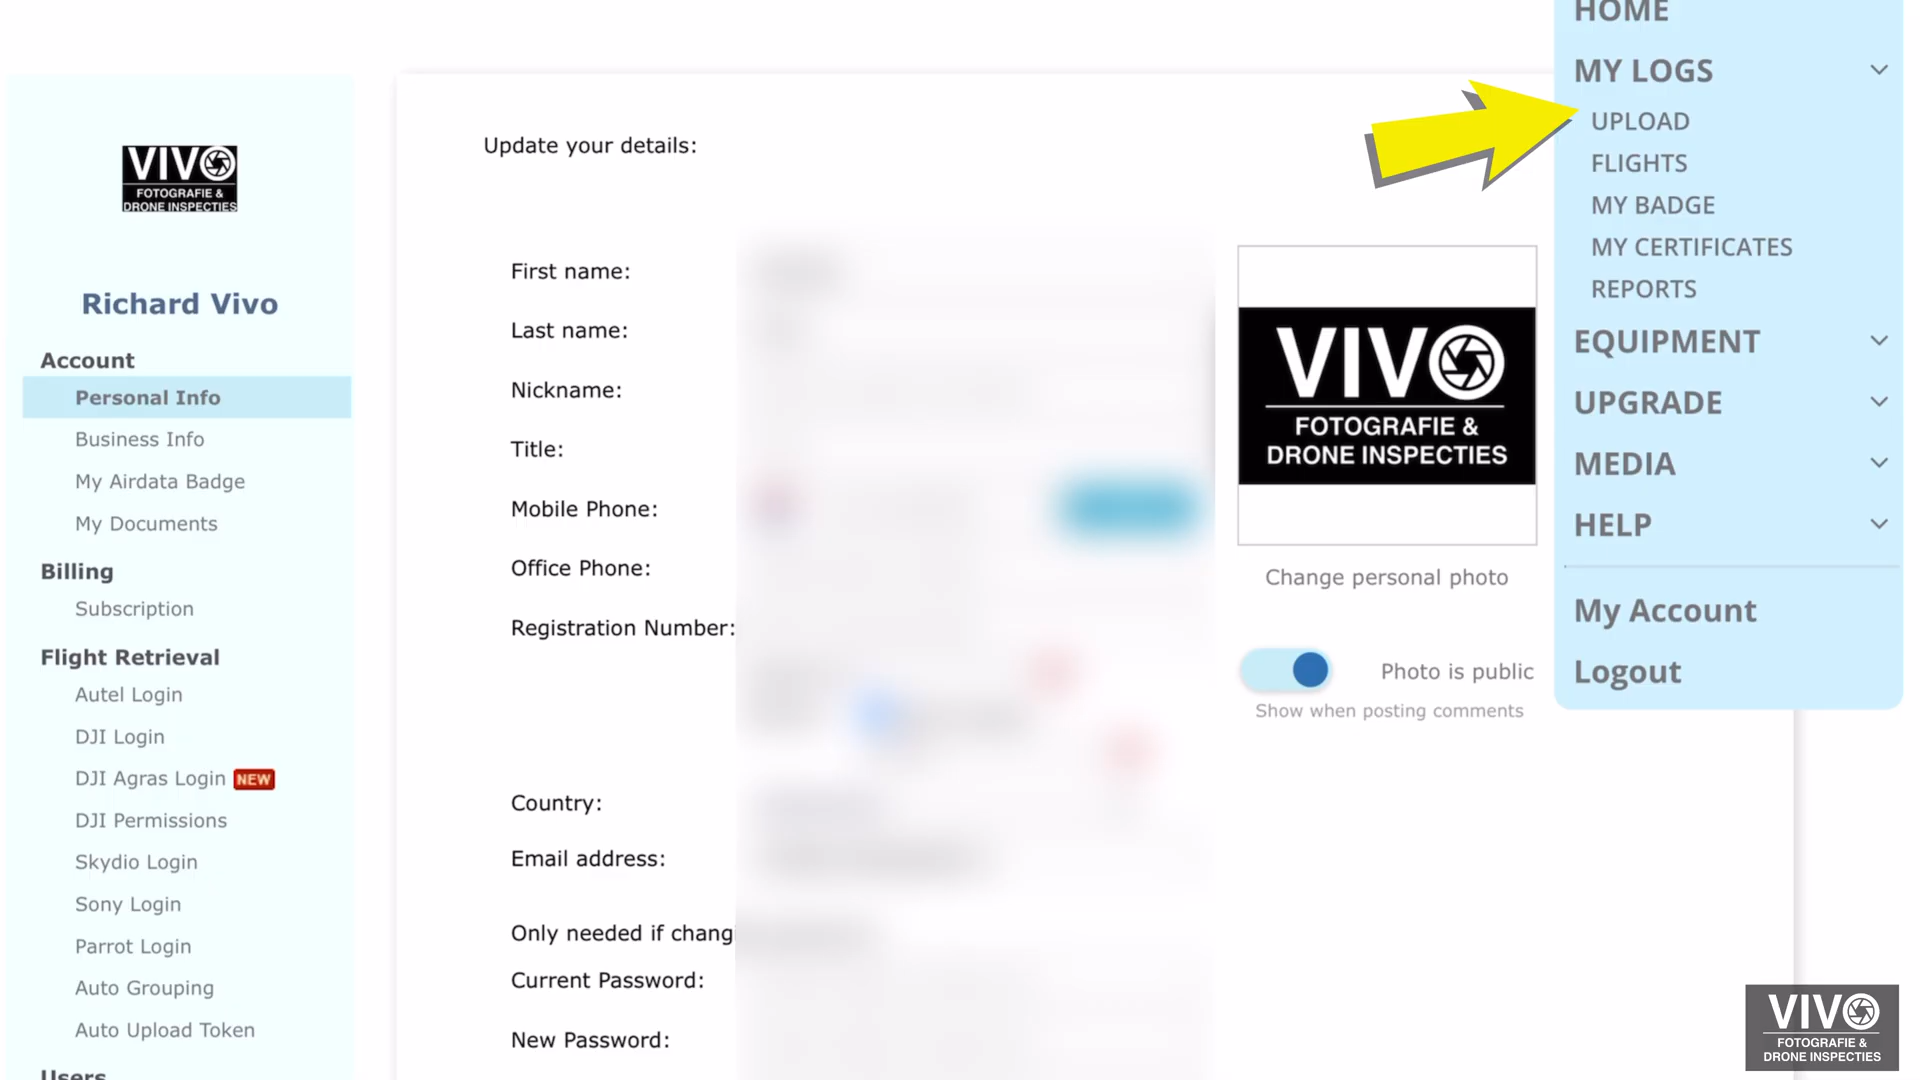 HOME
MY LOGS
UPLOAD
FLIGHTS
MY BADGE
MY CERTIFICATES
REPORTS
EQUIPMENT
UPGRADE
MEDIA
HELP
My Account
Logout
VIVO
FOTOGRAFIE &
DRONE INSPECTIES
Richard Vivo
Account
Personal Info
Business Info
My Airdata Badge
My Documents
Billing
Subscription
Flight Retrieval
Autel Login
DJI Login
DJI Agras Login NEW
DJI Permissions
Skydio Login
Sony Login
Parrot Login
Auto Grouping
Auto Upload Token
Users
Update your details:
First name:
Last name:
Nickname:
Title:
Mobile Phone:
Office Phone:
Registration Number:
Country:
Email address:
Only needed if changi
Current Password:
New Password:
VIVO
FOTOGRAFIE &
DRONE INSPECTIES
Change personal photo
Photo is public
Show when posting comments
VIVO
FOTOGRAFIE &
DRONE INSPECTIES